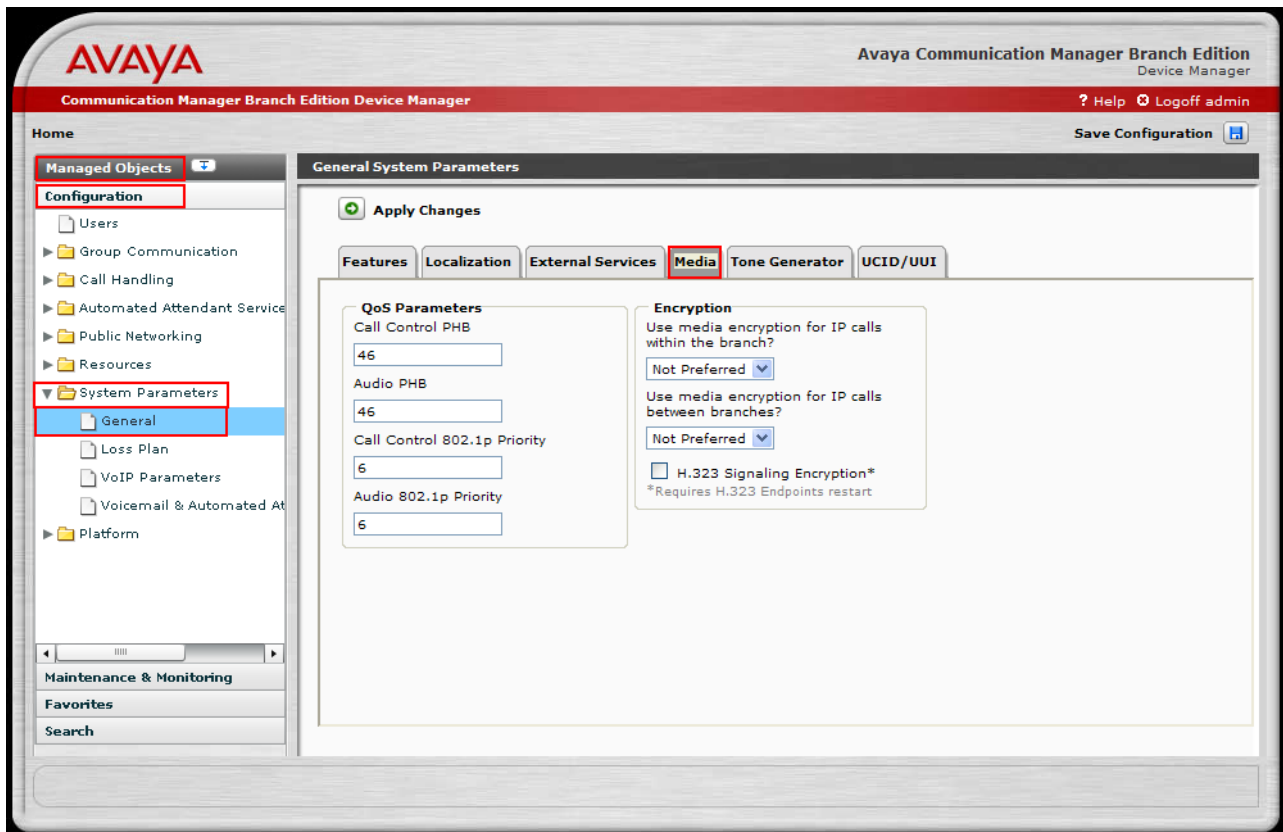 AVAYA
Avaya Communication Manager Branch Edition
Device Manager
Communication Manager Branch Edition Device Manager
? Help Logoff admin
Home
Save Configuration
Managed Objects
Configuration
Users
Group Communication
Call Handling
Automated Attendant Service
Public Networking
Resources
System Parameters
General
Loss Plan
VoIP Parameters
Voicemail & Automated At
Platform
Maintenance & Monitoring
Favorites
Search
General System Parameters
Apply Changes
Features Localization External Services Media Tone Generator UCID/UUI
QoS Parameters
Call Control PHB
46
Audio PHB
46
Call Control 802.1p Priority
6
Audio 802.1p Priority
6
Encryption
Use media encryption for IP calls
within the branch?
Not Preferred
Use media encryption for IP calls
between branches?
Not Preferred
H.323 Signaling Encryption*
*Requires H.323 Endpoints restart